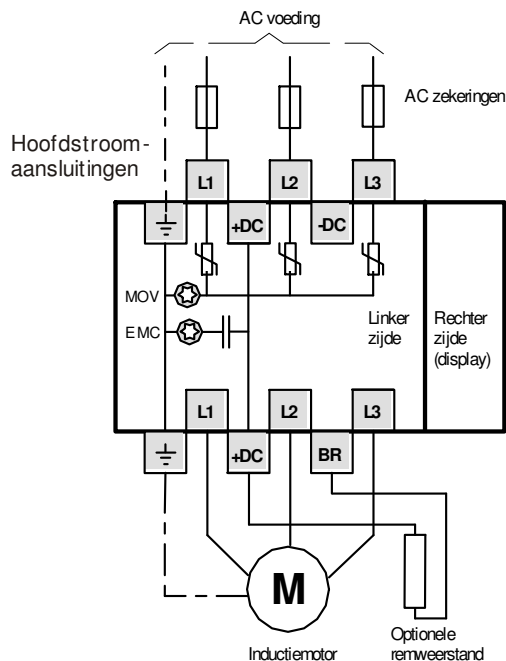 AC voeding
AC zekeringen
Hoofdstroom-
aansluitingen
L1
L2
L3
+DC
-DC
MOV
EMC
Linker
zijde
Rechter
zijde
(display)
L1
L2
L3
+DC
BR
M
Inductiemotor
Optionele
remweerstand